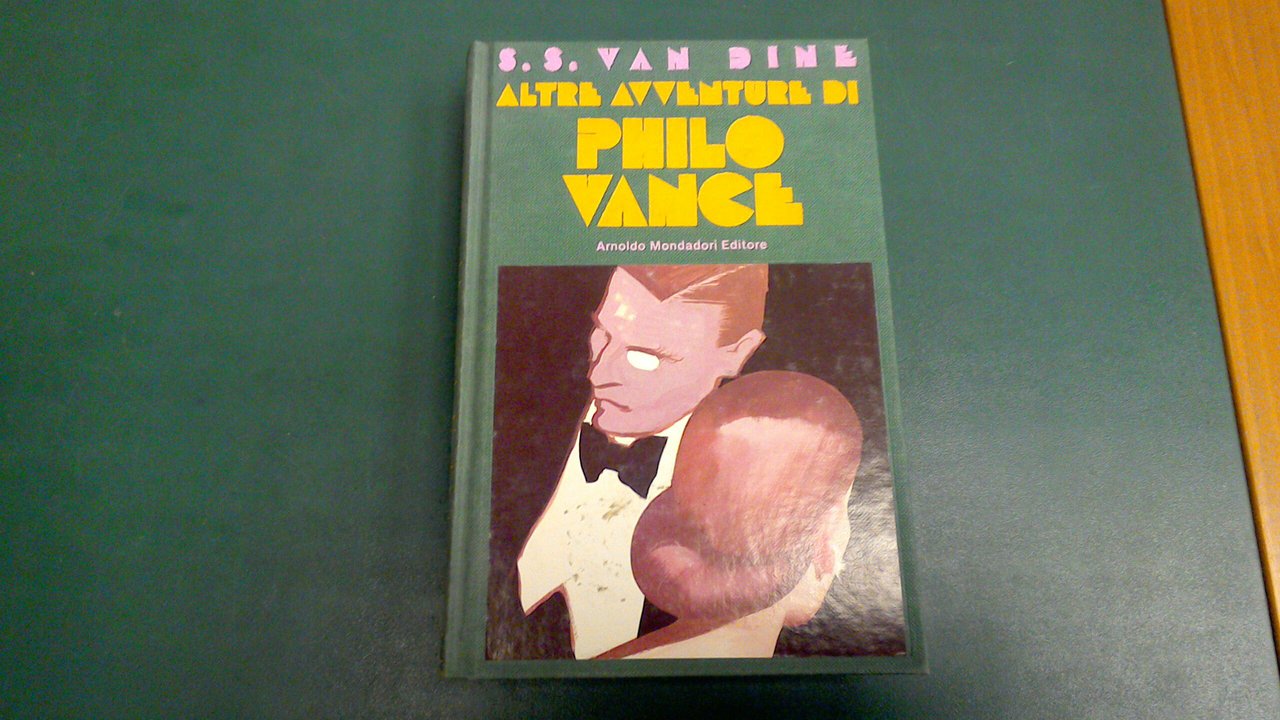 S. S. VAN DINE
ALTRE AVVENTURE DI
PHILO
VANCE
Arnoldo Mondadori Editore